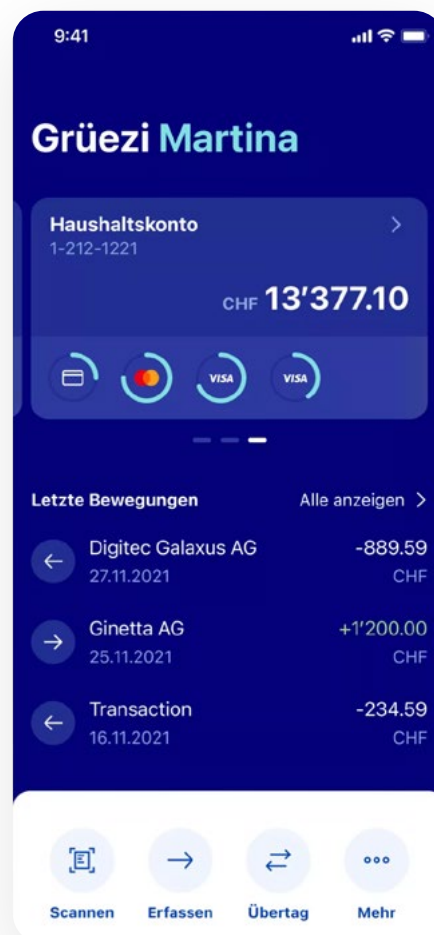 9:41
Grüezi Martina
Haushaltskonto
1-212-1221
CHF 13’377.10
VISA VISA
Letzte Bewegungen Alle anzeigen
Digitec Galaxus AG -889.59
27.11.2021 CHF
Ginetta AG +1’200.00
25.11.2021 CHF
Transaction -234.59
16.11.2021 CHF
Scannen Erfassen Übertag Mehr